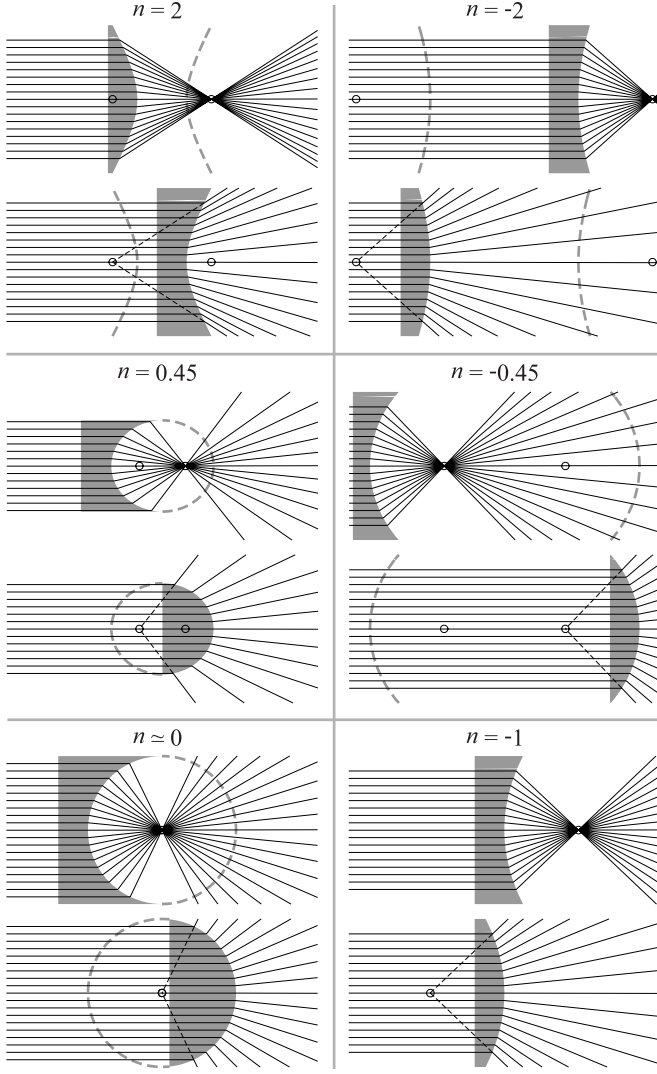 n = 2
n = -2
n = 0.45
n = -0.45
n ≃ 0
n = -1